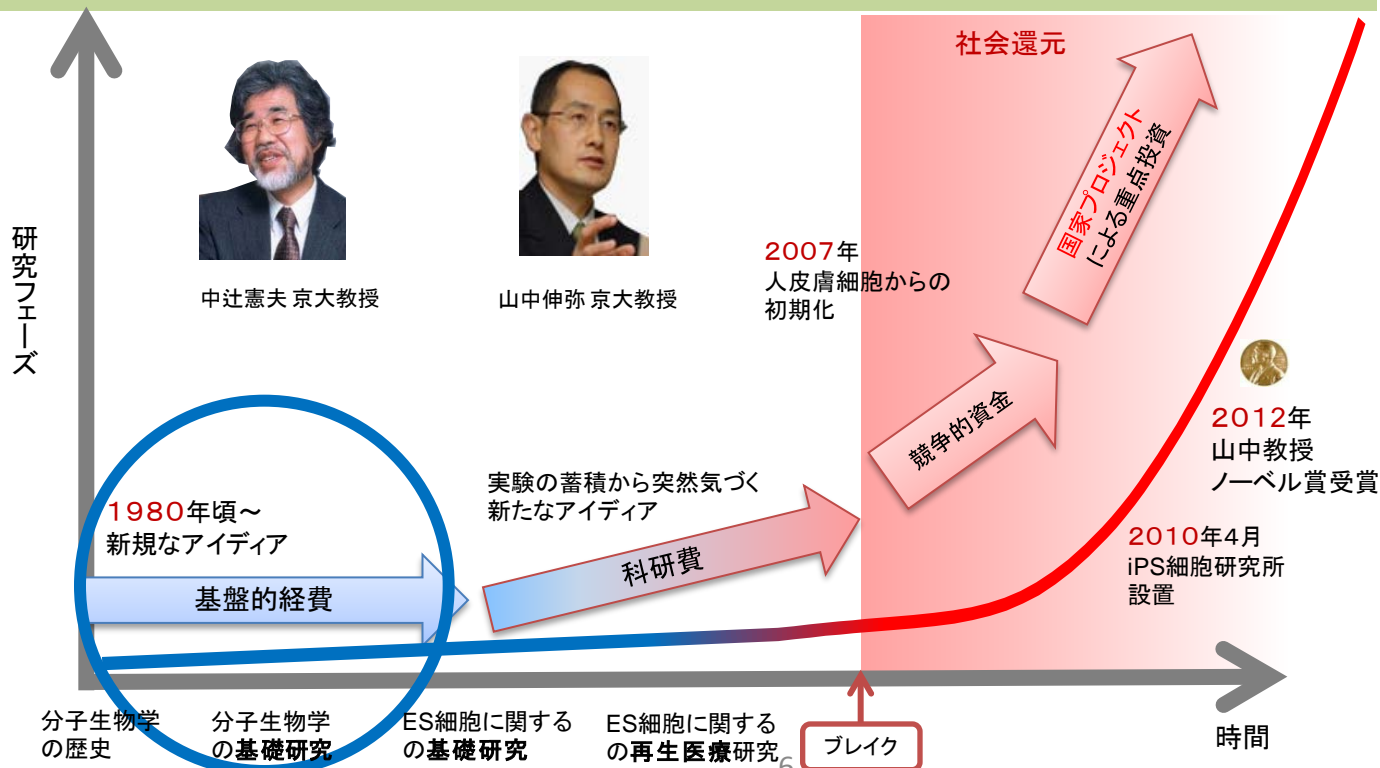 社会還元
国家プロジェクト
による重点投資
研究フェーズ
中辻憲夫 京大教授
山中伸弥 京大教授
2007年
人皮膚細胞からの
初期化
競争的資金
2012年
山中教授
ノーベル賞受賞
実験の蓄積から突然気づく
新たなアイディア
1980年頃～
新規なアイディア
科研費
2010年4月
iPS細胞研究所
設置
基盤的経費
分子生物学
の歴史
分子生物学
の基礎研究
ES細胞に関する
の基礎研究
ES細胞に関する
の再生医療研究
6
ブレイク
時間